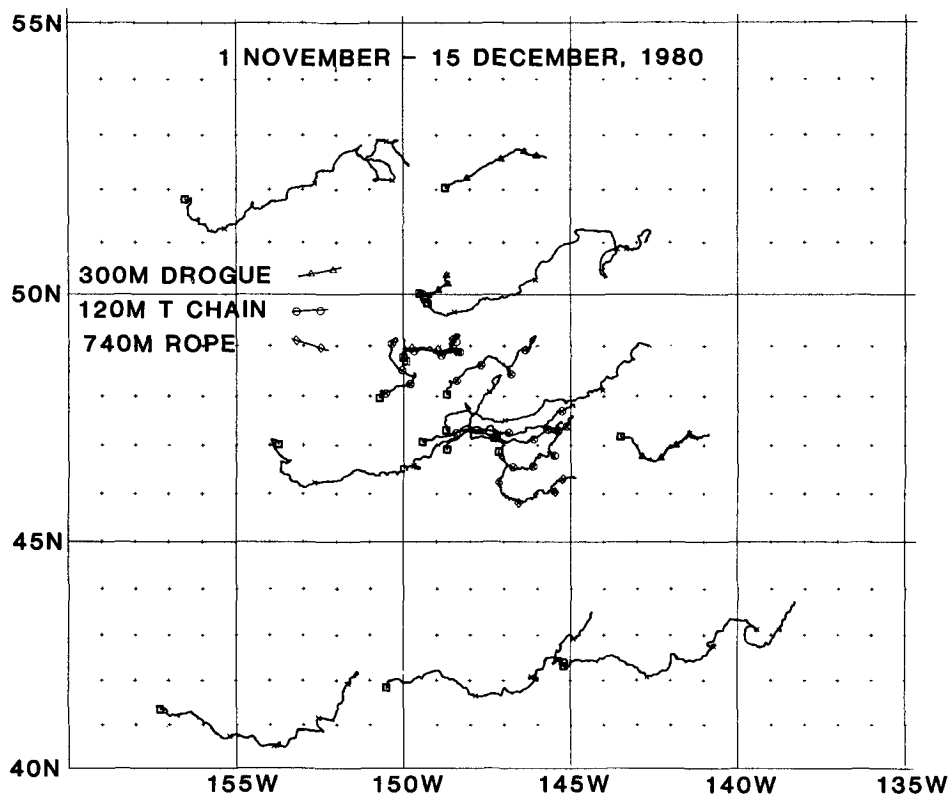 55N
1 NOVEMBER – 15 DECEMBER, 1980
300M DROGUE
50N
120M T CHAIN
740M ROPE
45N
40N
155W 150W 145W 140W 135W